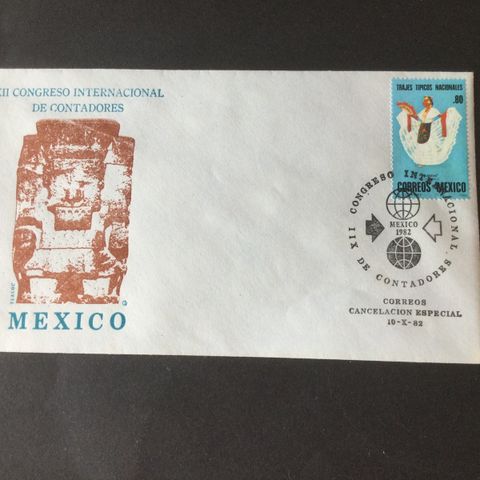 XII CONGRESO INTERNACIONAL
DE CONTADORES
TLALOC
MEXICO
TRAJES TIPICOS NACIONALES
.80
CORREOS MEXICO
XII CONGRESO INTERNACIONAL
DE CONTADORES
MEXICO
1982
CORREOS
CANCELACION ESPECIAL
10-X-82